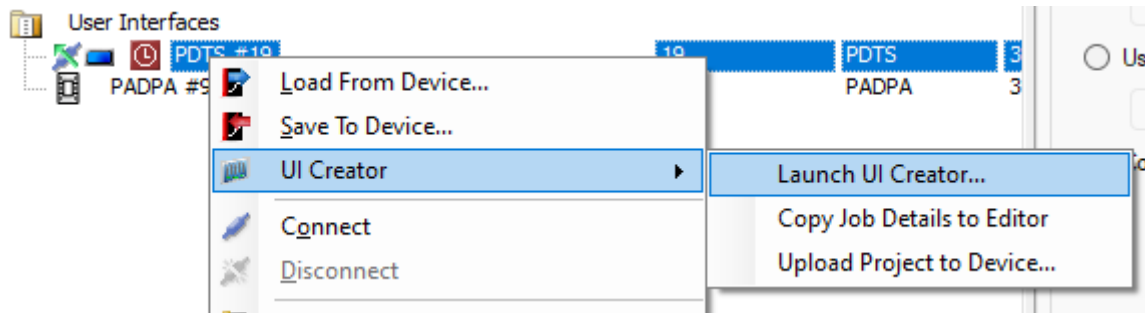 User Interfaces
PDTS #19 19 PDTS 3
PADPA #9 PADPA 3
Us
Load From Device...
Save To Device...
UI Creator
Launch UI Creator...
Copy Job Details to Editor
Upload Project to Device...
Connect
Disconnect